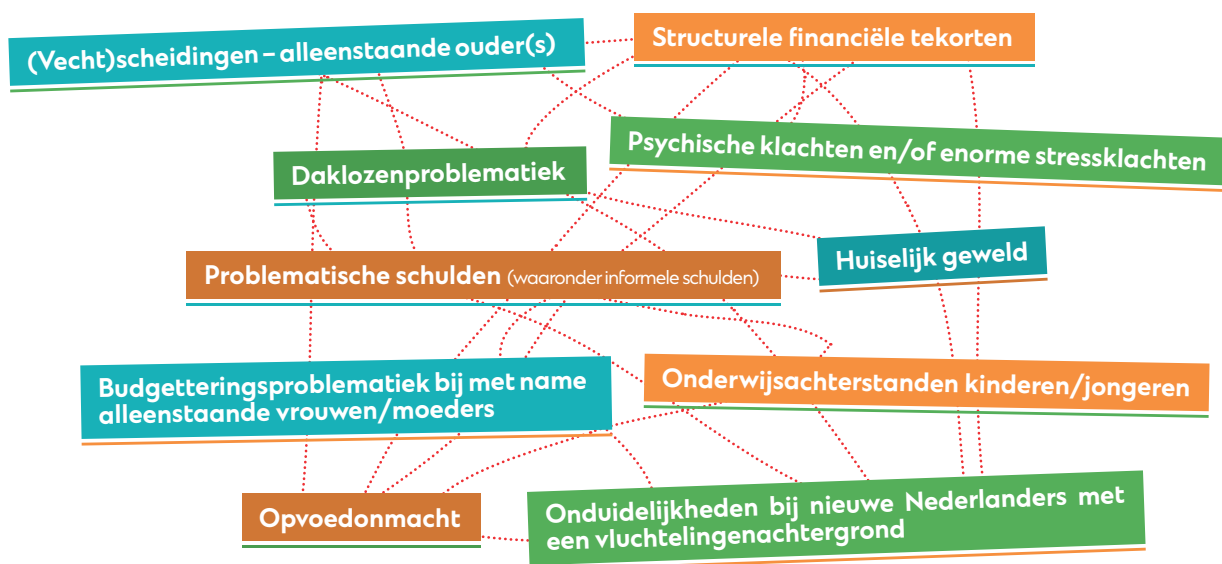 (Vecht)scheidingen – alleenstaande ouder(s)
Structurele financiële tekorten
Psychische klachten en/of enorme stressklachten
Daklozenproblematiek
Huiselijk geweld
Problematische schulden (waaronder informele schulden)
Budgetteringsproblematiek bij met name
alleenstaande vrouwen/moeders
Onderwijsachterstanden kinderen/jongeren
Opvoedonmacht
Onduidelijkheden bij nieuwe Nederlanders met
een vluchtelingenachtergrond